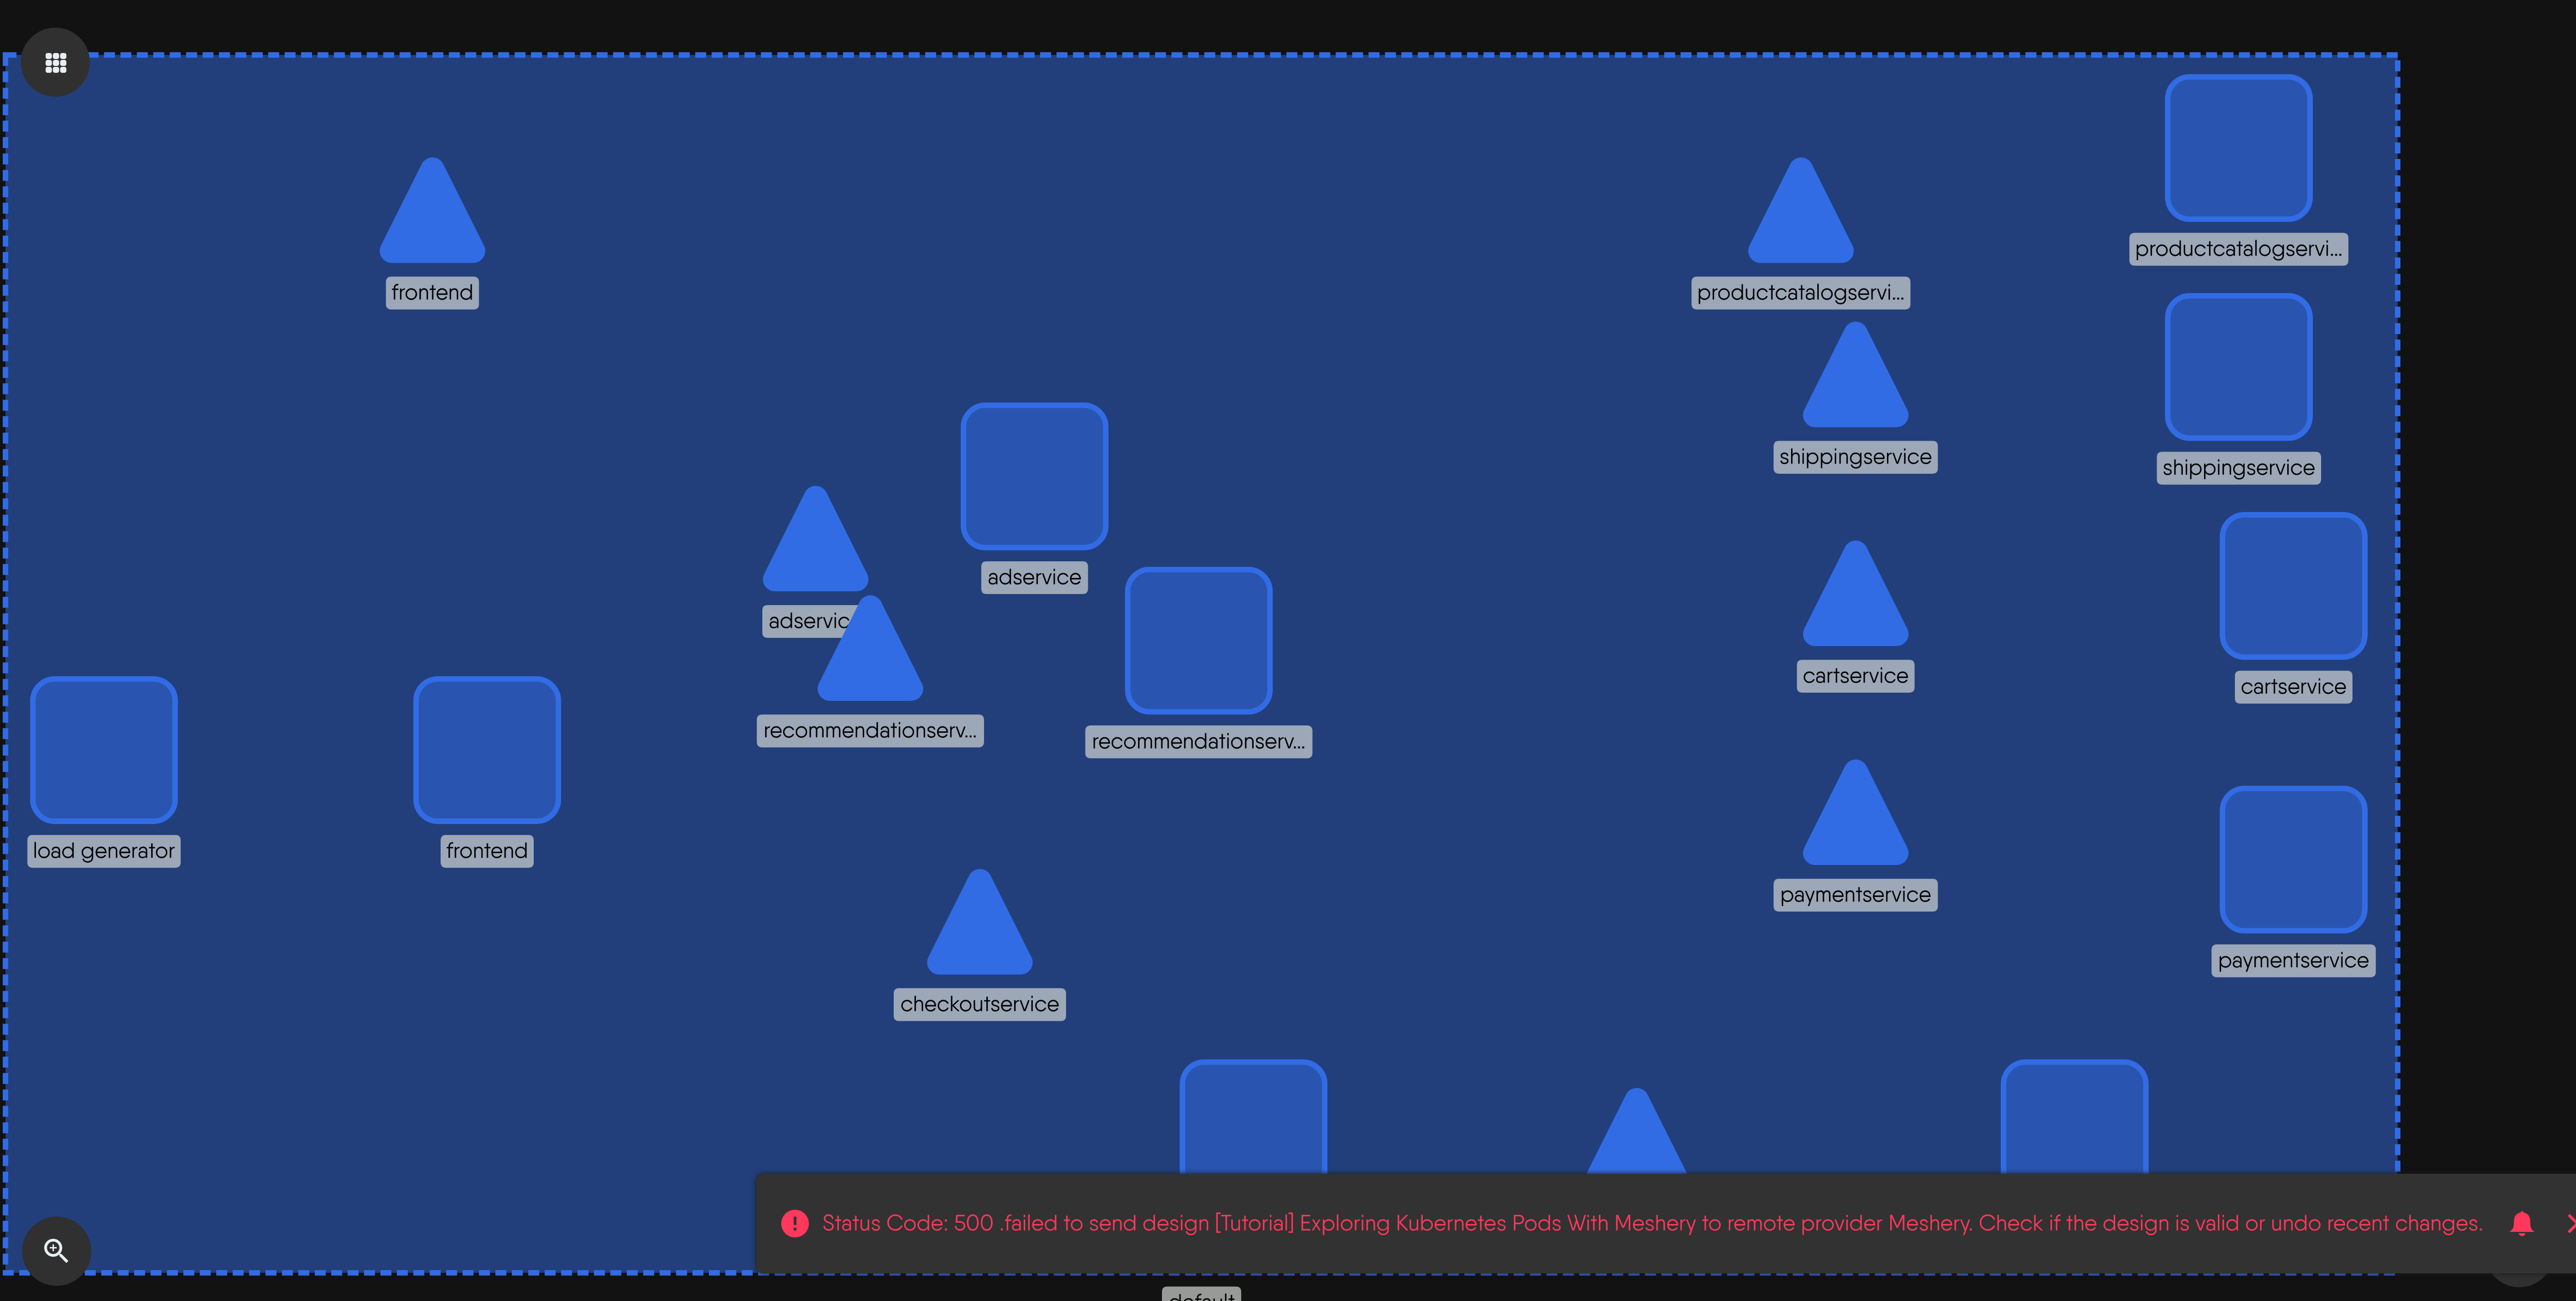 productcatalogservi...
frontend
productcatalogservi...
shippingservice
shippingservice
adservice
adservic
cartservice
cartservice
recommendationserv...
recommendationserv...
load generator
frontend
paymentservice
paymentservice
checkoutservice
Status Code: 500 .failed to send design [Tutorial] Exploring Kubernetes Pods With Meshery to remote provider Meshery. Check if the design is valid or undo recent changes.
default